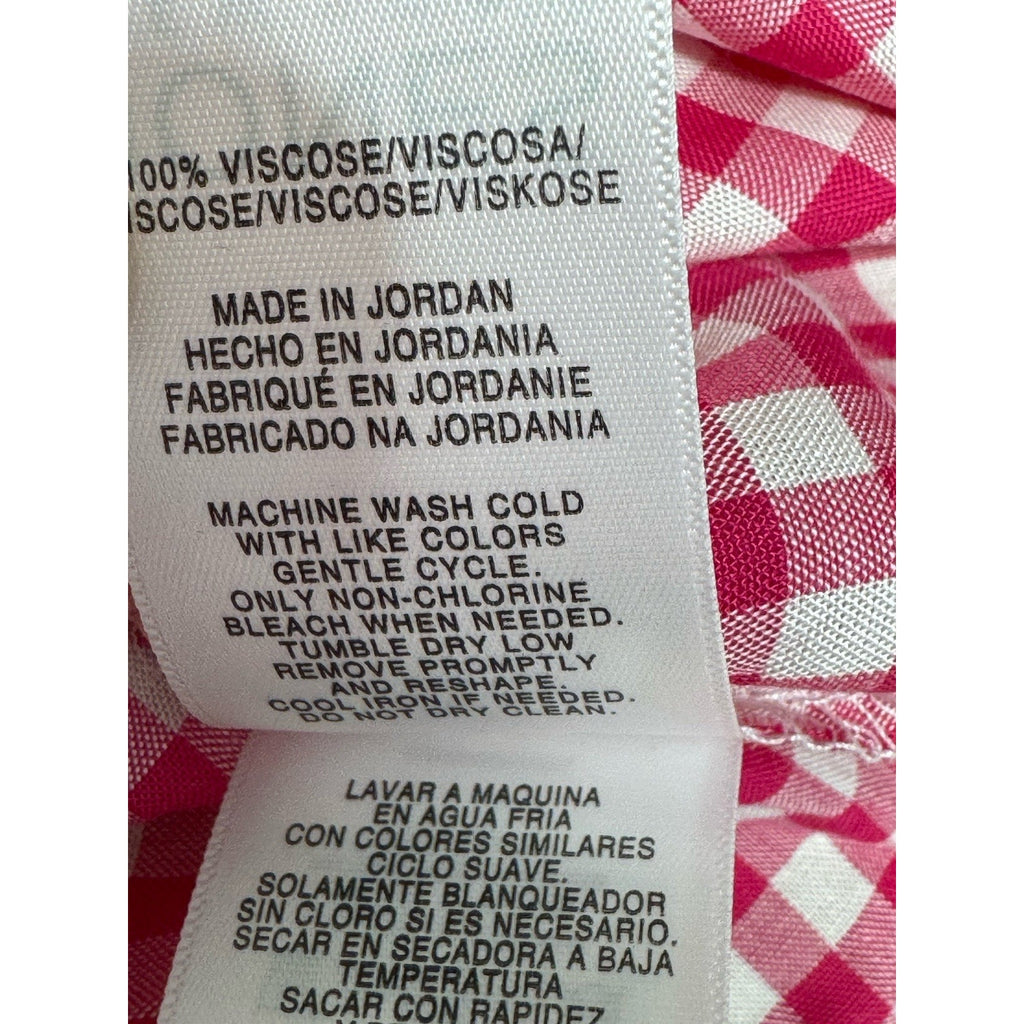 100% VISCOSE/VISCOSA/
ISCOSE/VISCOSE/VISKOSE
MADE IN JORDAN
HECHO EN JORDANIA
FABRIQUÉ EN JORDANIE
FABRICADO NA JORDANIA
MACHINE WASH COLD
WITH LIKE COLORS
GENTLE CYCLE.
ONLY NON-CHLORINE
BLEACH WHEN NEEDED.
TUMBLE DRY LOW
REMOVE PROMPTLY
AND RESHAPE.
COOL IRON IF NEEDED.
DO NOT DRY CLEAN.
LAVAR A MAQUINA
EN AGUA FRIA
CON COLORES SIMILARES
CICLO SUAVE.
SOLAMENTE BLANQUEADOR
SIN CLORO SI ES NECESARIO.
SECAR EN SECADORA A BAJA
TEMPERATURA
SACAR CON RAPIDEZ